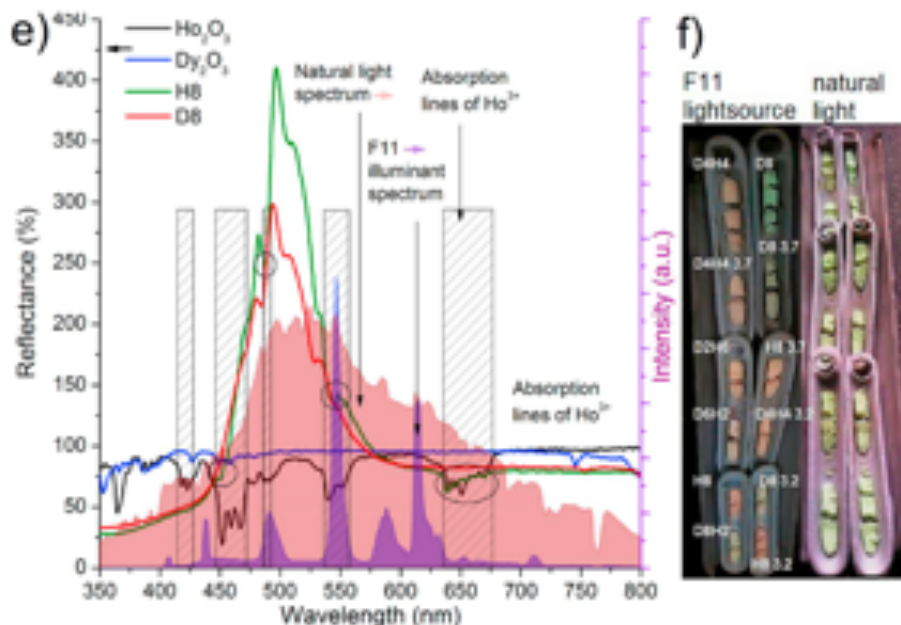 e)
Ho₂O₃
Dy₂O₃
H8
D8
Natural light
spectrum →
Absorption
lines of Ho³⁺
F11 →
illuminant
spectrum
Absorption
lines of Ho³⁺
450
400
350
300
250
200
150
100
50
0
Reflectance (%)
Intensity (a.u.)
350 400 450 500 550 600 650 700 750 800
Wavelength (nm)
f)
F11
lightsource
natural
light
D4H4
D8
D8 3.7
D4H4 3.7
D2H6
H8 3.7
D6H2
D4H4 3.2
H8
D8 3.2
D8H2
H8 3.2